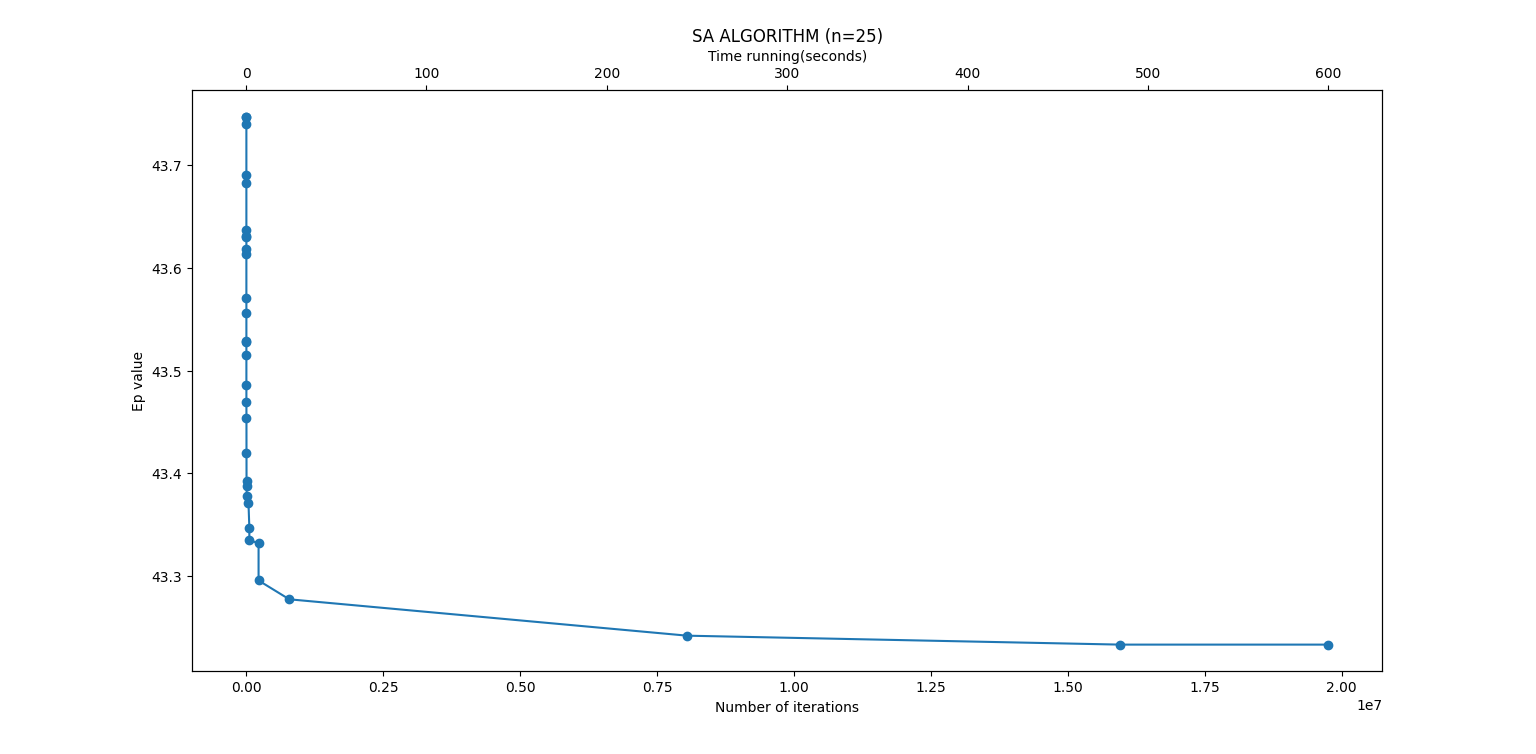 SA ALGORITHM (n=25)
Time running(seconds)
0 100 200 300 400 500 600
43.7
43.6
43.5
43.4
43.3
Ep value
0.00 0.25 0.50 0.75 1.00 1.25 1.50 1.75 2.00
1e7
Number of iterations